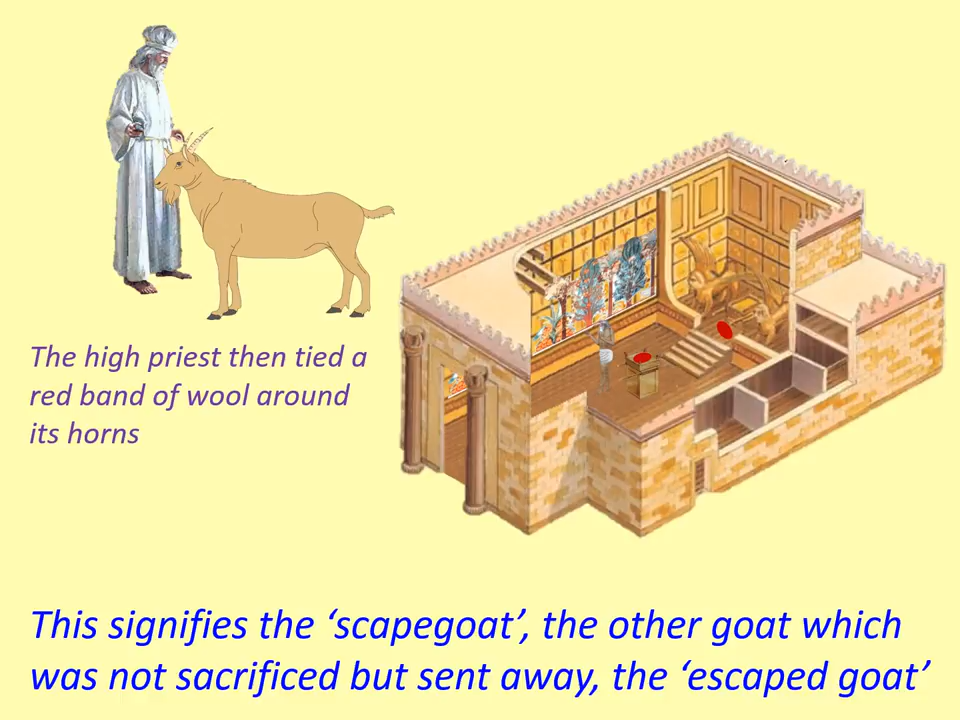 The high priest then tied a
red band of wool around
its horns
This signifies the ‘scapegoat’, the other goat which
was not sacrificed but sent away, the ‘escaped goat’